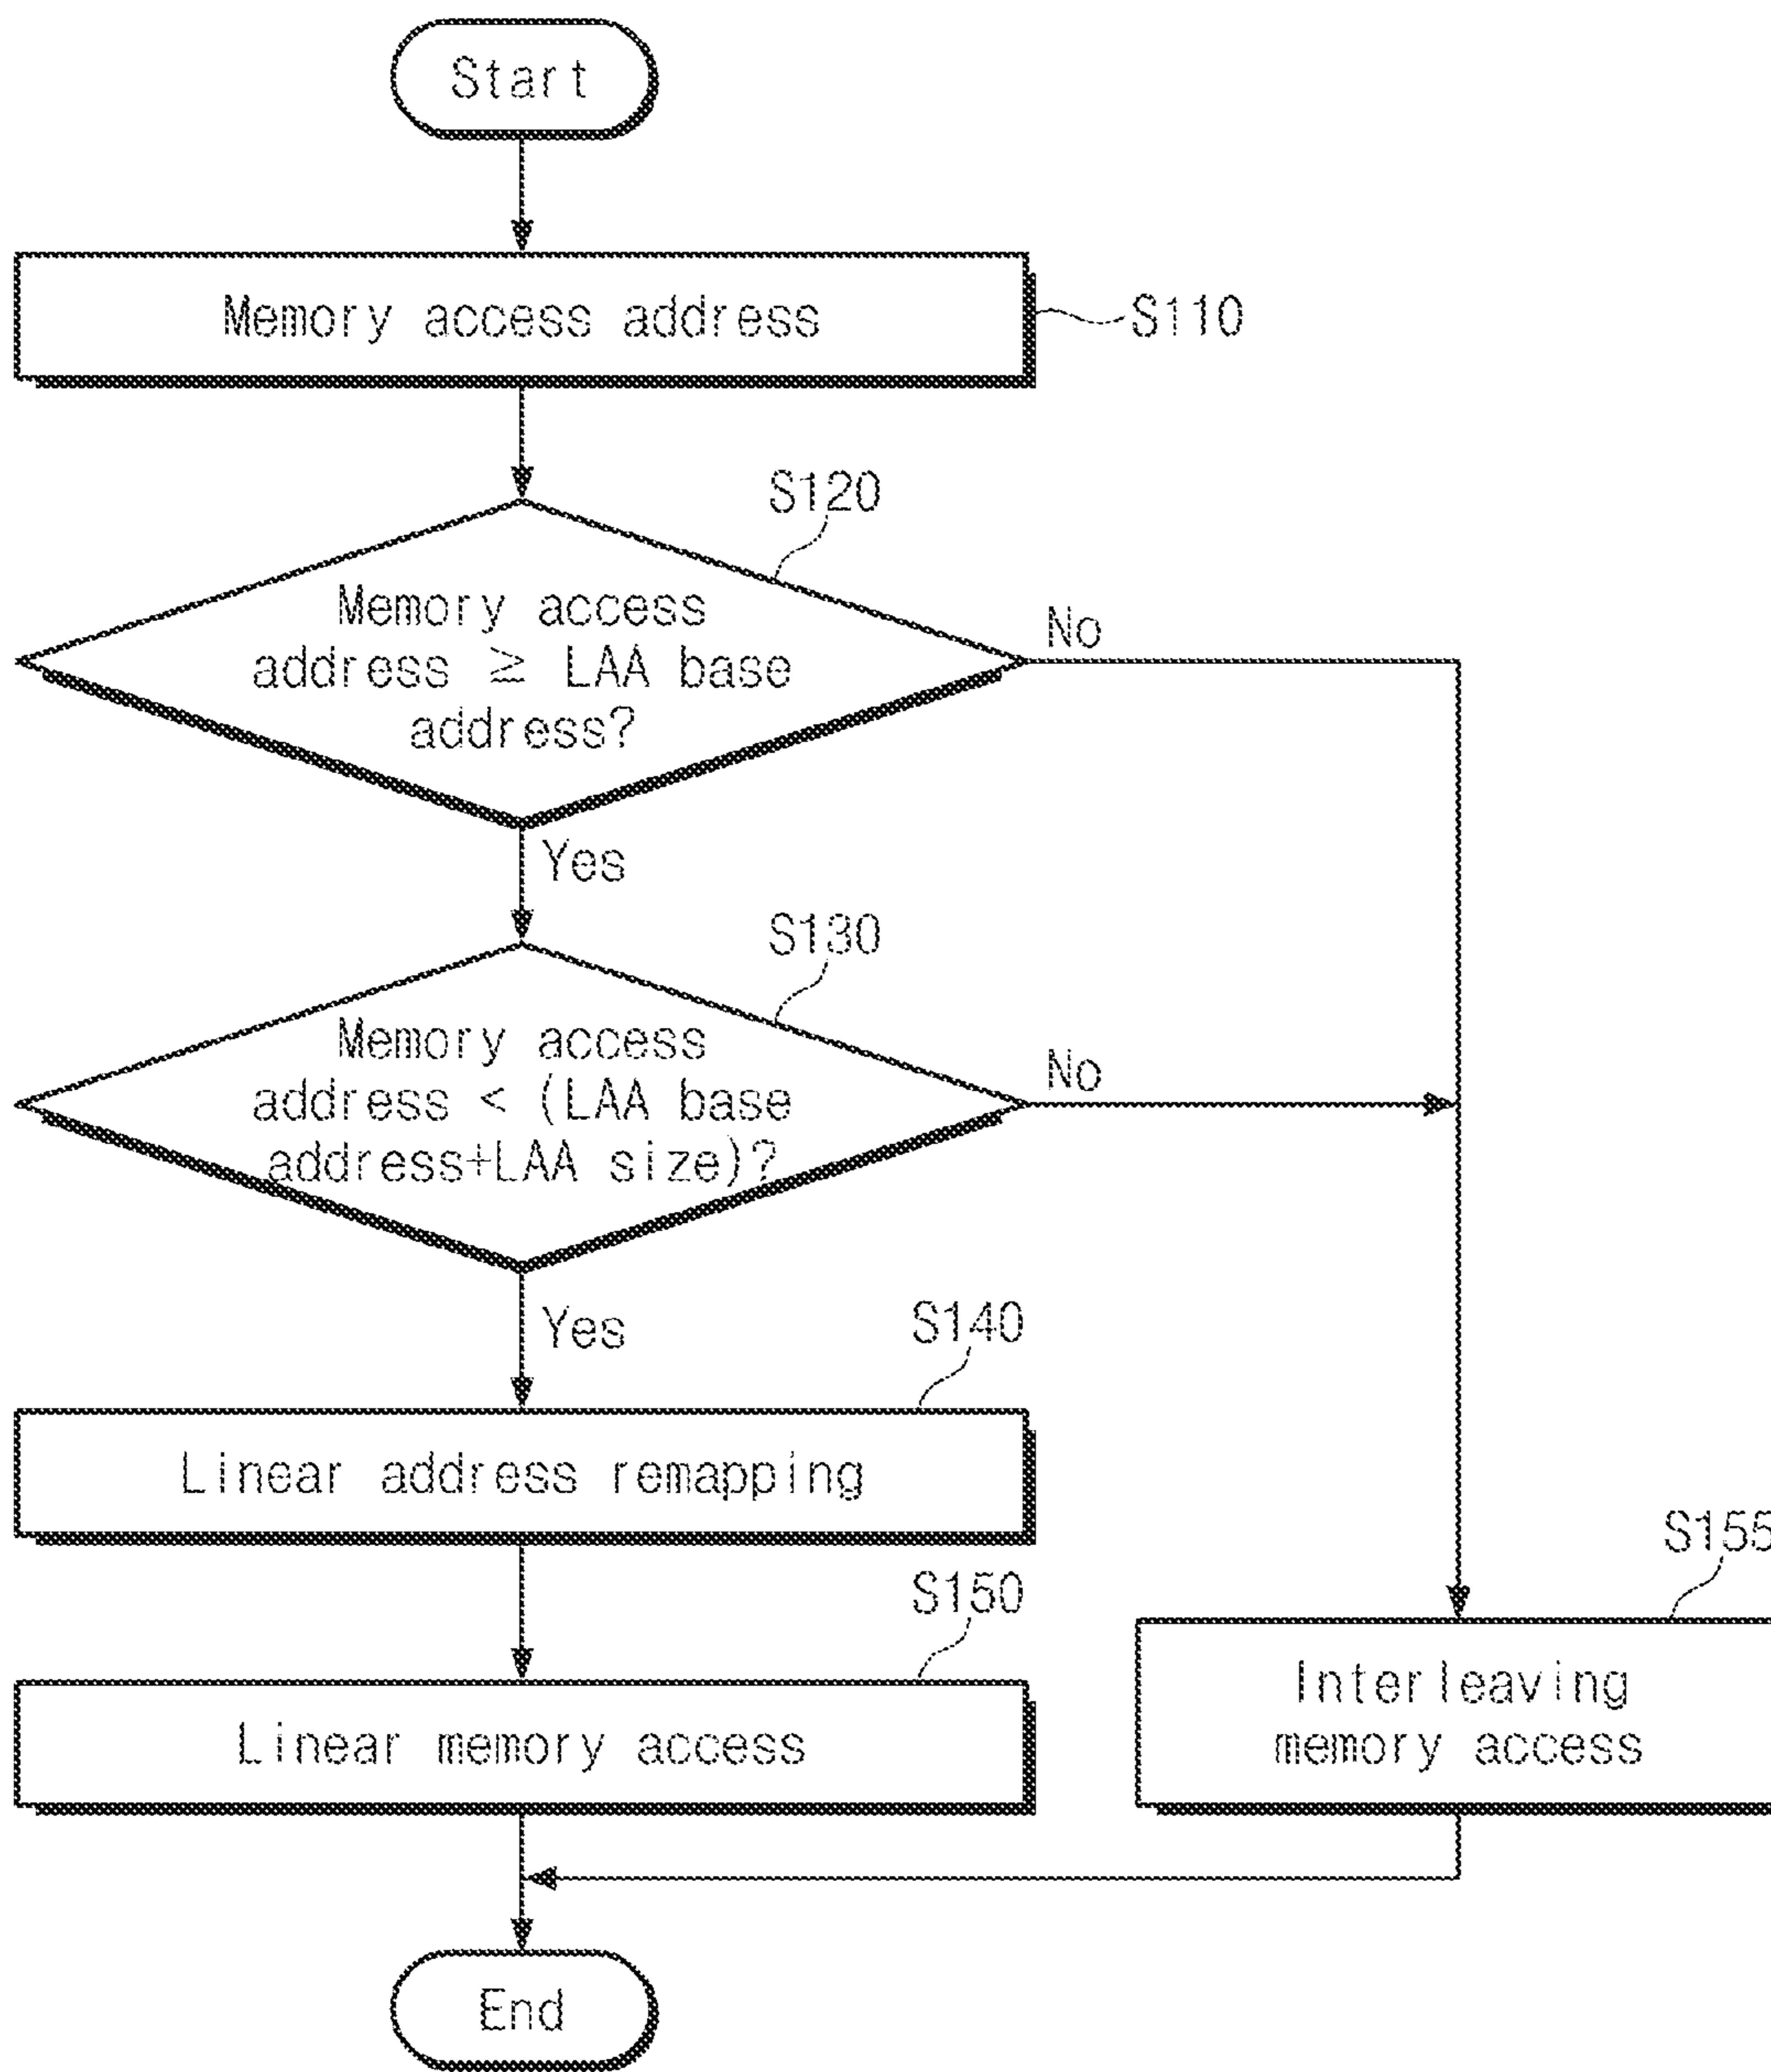 Start
Memory access address
S110
S120
Memory access
address ≥ LAA base
address?
No
Yes
S130
Memory access
address < (LAA base
address+LAA size)?
No
Yes
S140
Linear address remapping
S155
S150
Interleaving
memory access
Linear memory access
End